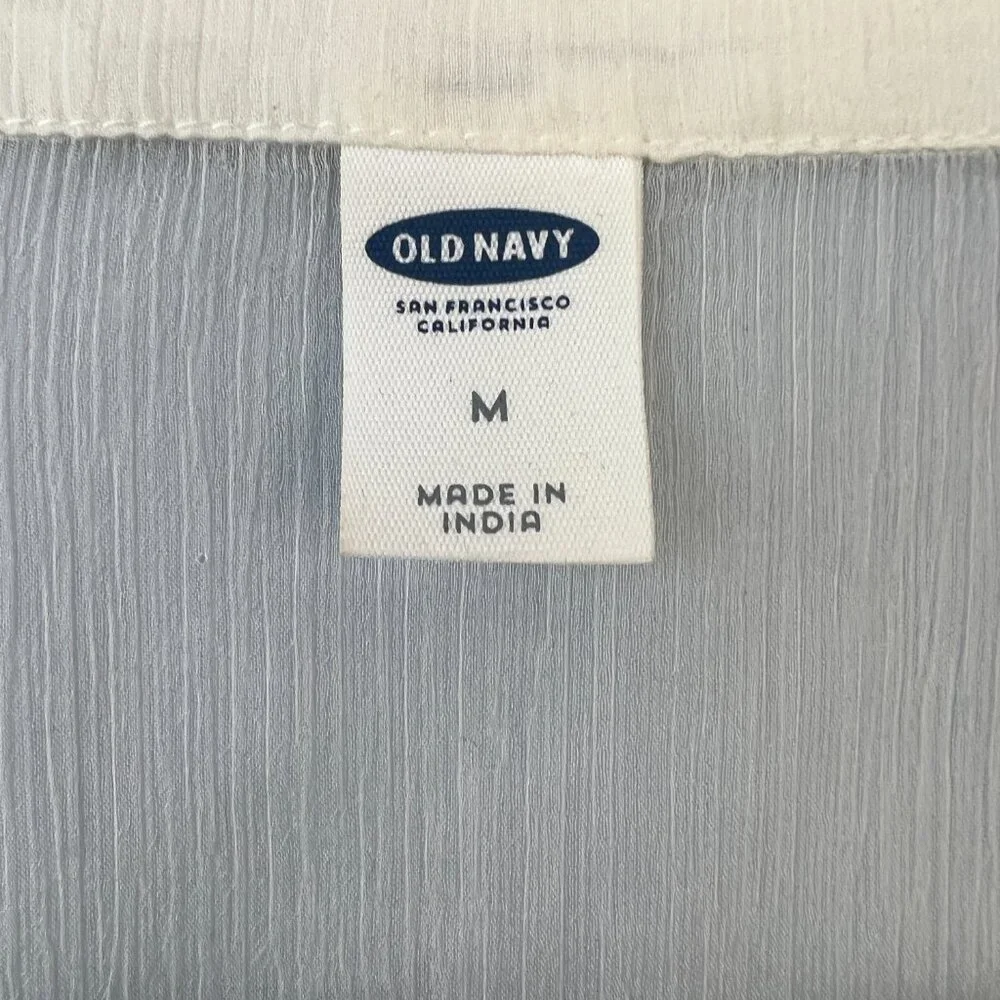 OLD NAVY
SAN FRANCISCO
CALIFORNIA
M
MADE IN
INDIA